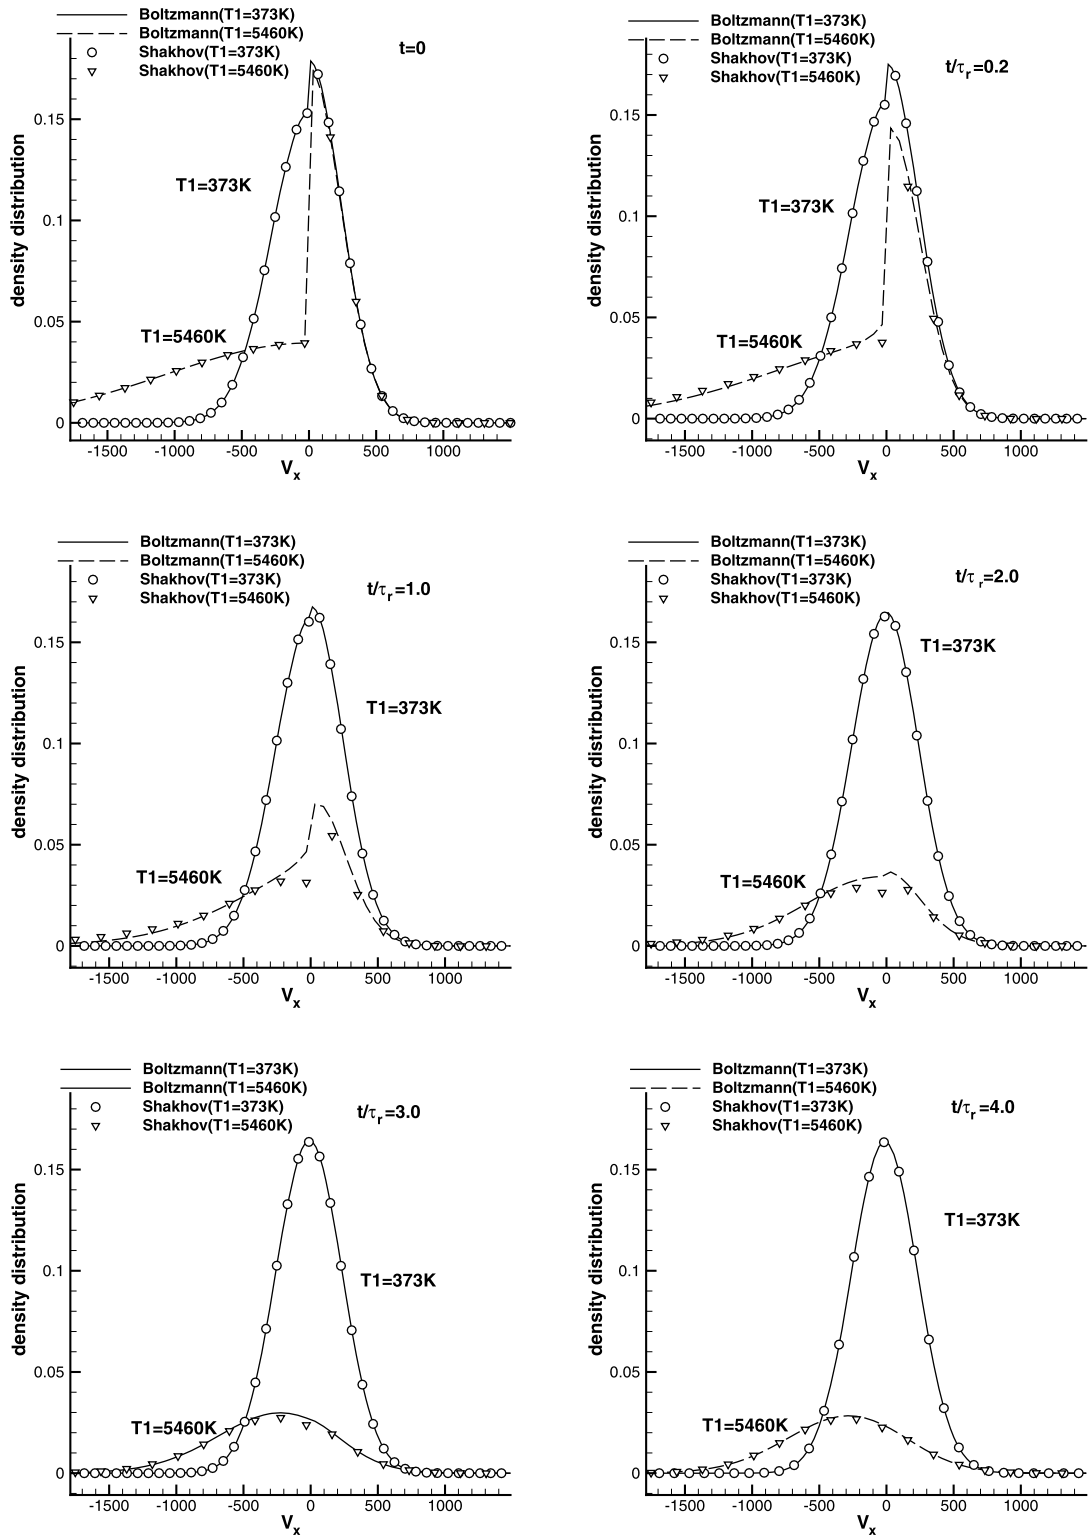 Boltzmann(T1=373K)
Boltzmann(T1=5460K)
Shakhov(T1=373K)
Shakhov(T1=5460K)
t=0
0.15
0.1
0.05
0
density distribution
T1=373K
T1=5460K
-1500 -1000 -500 0 500 1000
Vx
Boltzmann(T1=373K)
Boltzmann(T1=5460K)
Shakhov(T1=373K)
Shakhov(T1=5460K)
t/τr=0.2
0.15
0.1
0.05
0
density distribution
T1=373K
T1=5460K
-1500 -1000 -500 0 500 1000
Vx
Boltzmann(T1=373K)
Boltzmann(T1=5460K)
Shakhov(T1=373K)
Shakhov(T1=5460K)
t/τr=1.0
0.15
0.1
0.05
0
density distribution
T1=373K
T1=5460K
-1500 -1000 -500 0 500 1000
Vx
Boltzmann(T1=373K)
Boltzmann(T1=5460K)
Shakhov(T1=373K)
Shakhov(T1=5460K)
t/τr=2.0
0.15
0.1
0.05
0
density distribution
T1=373K
T1=5460K
-1500 -1000 -500 0 500 1000
Vx
Boltzmann(T1=373K)
Boltzmann(T1=5460K)
Shakhov(T1=373K)
Shakhov(T1=5460K)
t/τr=3.0
0.15
0.1
0.05
0
density distribution
T1=373K
T1=5460K
-1500 -1000 -500 0 500 1000
Vx
Boltzmann(T1=373K)
Boltzmann(T1=5460K)
Shakhov(T1=373K)
Shakhov(T1=5460K)
t/τr=4.0
0.15
0.1
0.05
0
density distribution
T1=373K
T1=5460K
-1500 -1000 -500 0 500 1000
Vx